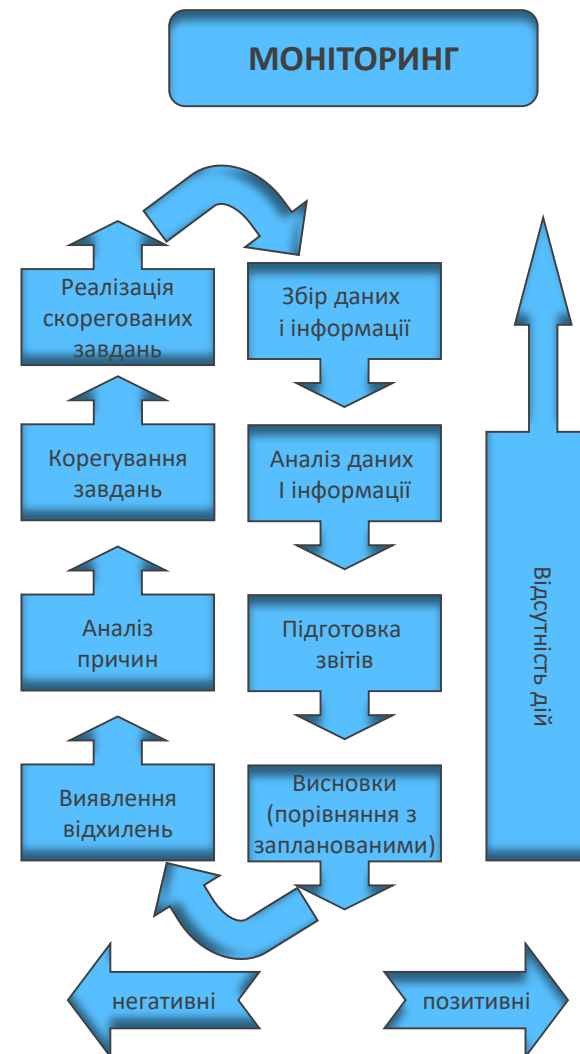 МОНІТОРИНГ
Реалізація
скорегованих
завдань
Збір даних
і інформації
Корегування
завдань
Аналіз даних
І інформації
Аналіз
причин
Підготовка
звітів
Виявлення
відхилень
Висновки
(порівняння з
запланованими)
Відсутність дій
негативні
позитивні